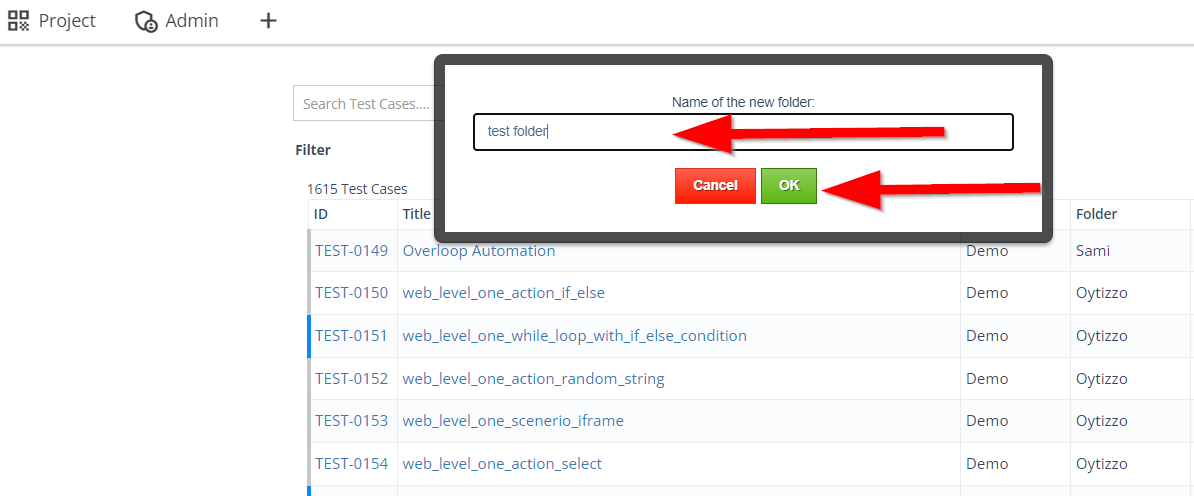 Project Admin
Name of the new folder:
Search Test Cases.... test folder
Filter
Cancel OK
1615 Test Cases
ID Title Folder
TEST-0149 Overloop Automation Demo Sami
TEST-0150 web_level_one_action_if_else Demo Oytizzo
TEST-0151 web_level_one_while_loop_with_if_else_condition Demo Oytizzo
TEST-0152 web_level_one_action_random_string Demo Oytizzo
TEST-0153 web_level_one_scenerio_iframe Demo Oytizzo
TEST-0154 web_level_one_action_select Demo Oytizzo